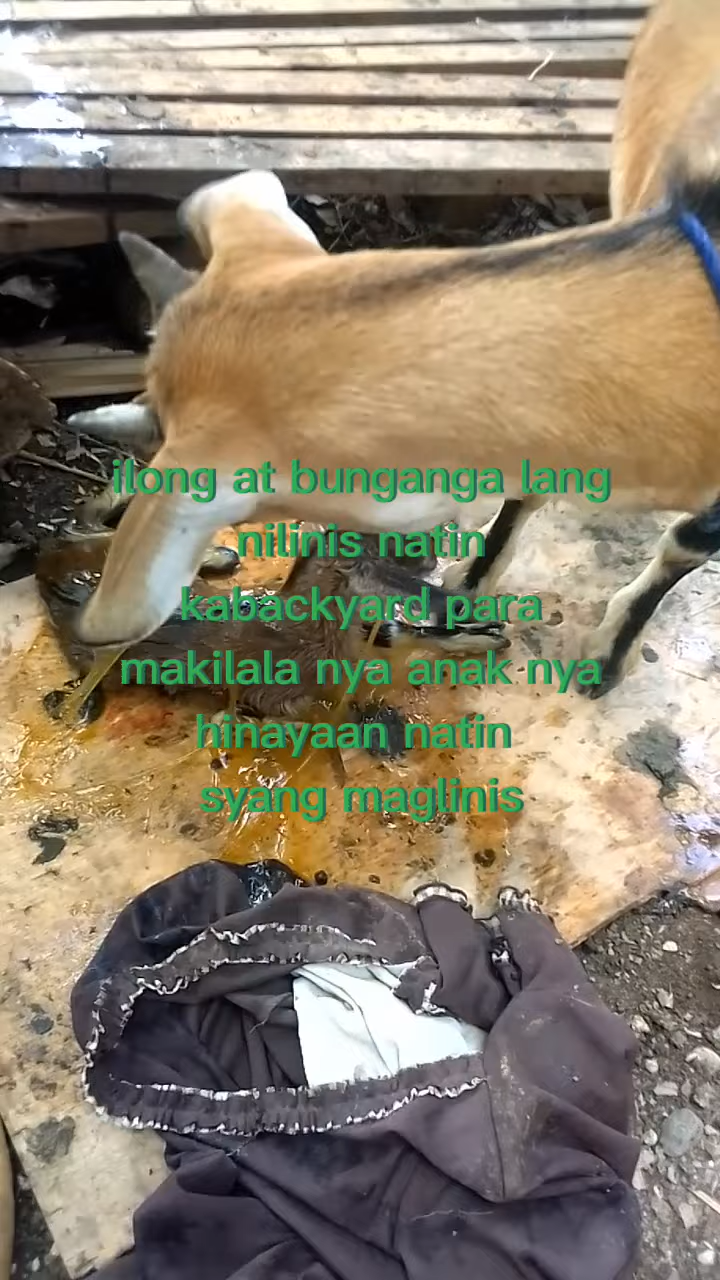 ilong at bunganga lang
nilinis natin
kabackyard para
makilala nya anak nya
hinayaan natin
syang maglinis